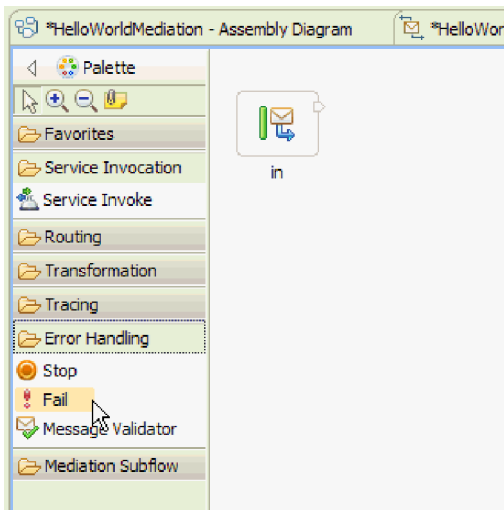 *HelloWorldMediation - Assembly Diagram
*HelloWor
Palette
Favorites
Service Invocation
Service Invoke
Routing
Transformation
Tracing
Error Handling
Stop
Fail
Message Validator
Mediation Subflow
in